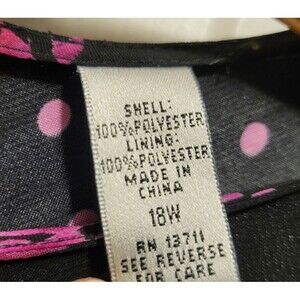 SHELL:
100%POLYESTER
LINING:
100%POLYESTER
MADE IN
CHINA
18W
RN 13711
SEE REVERSE
FOR CARE